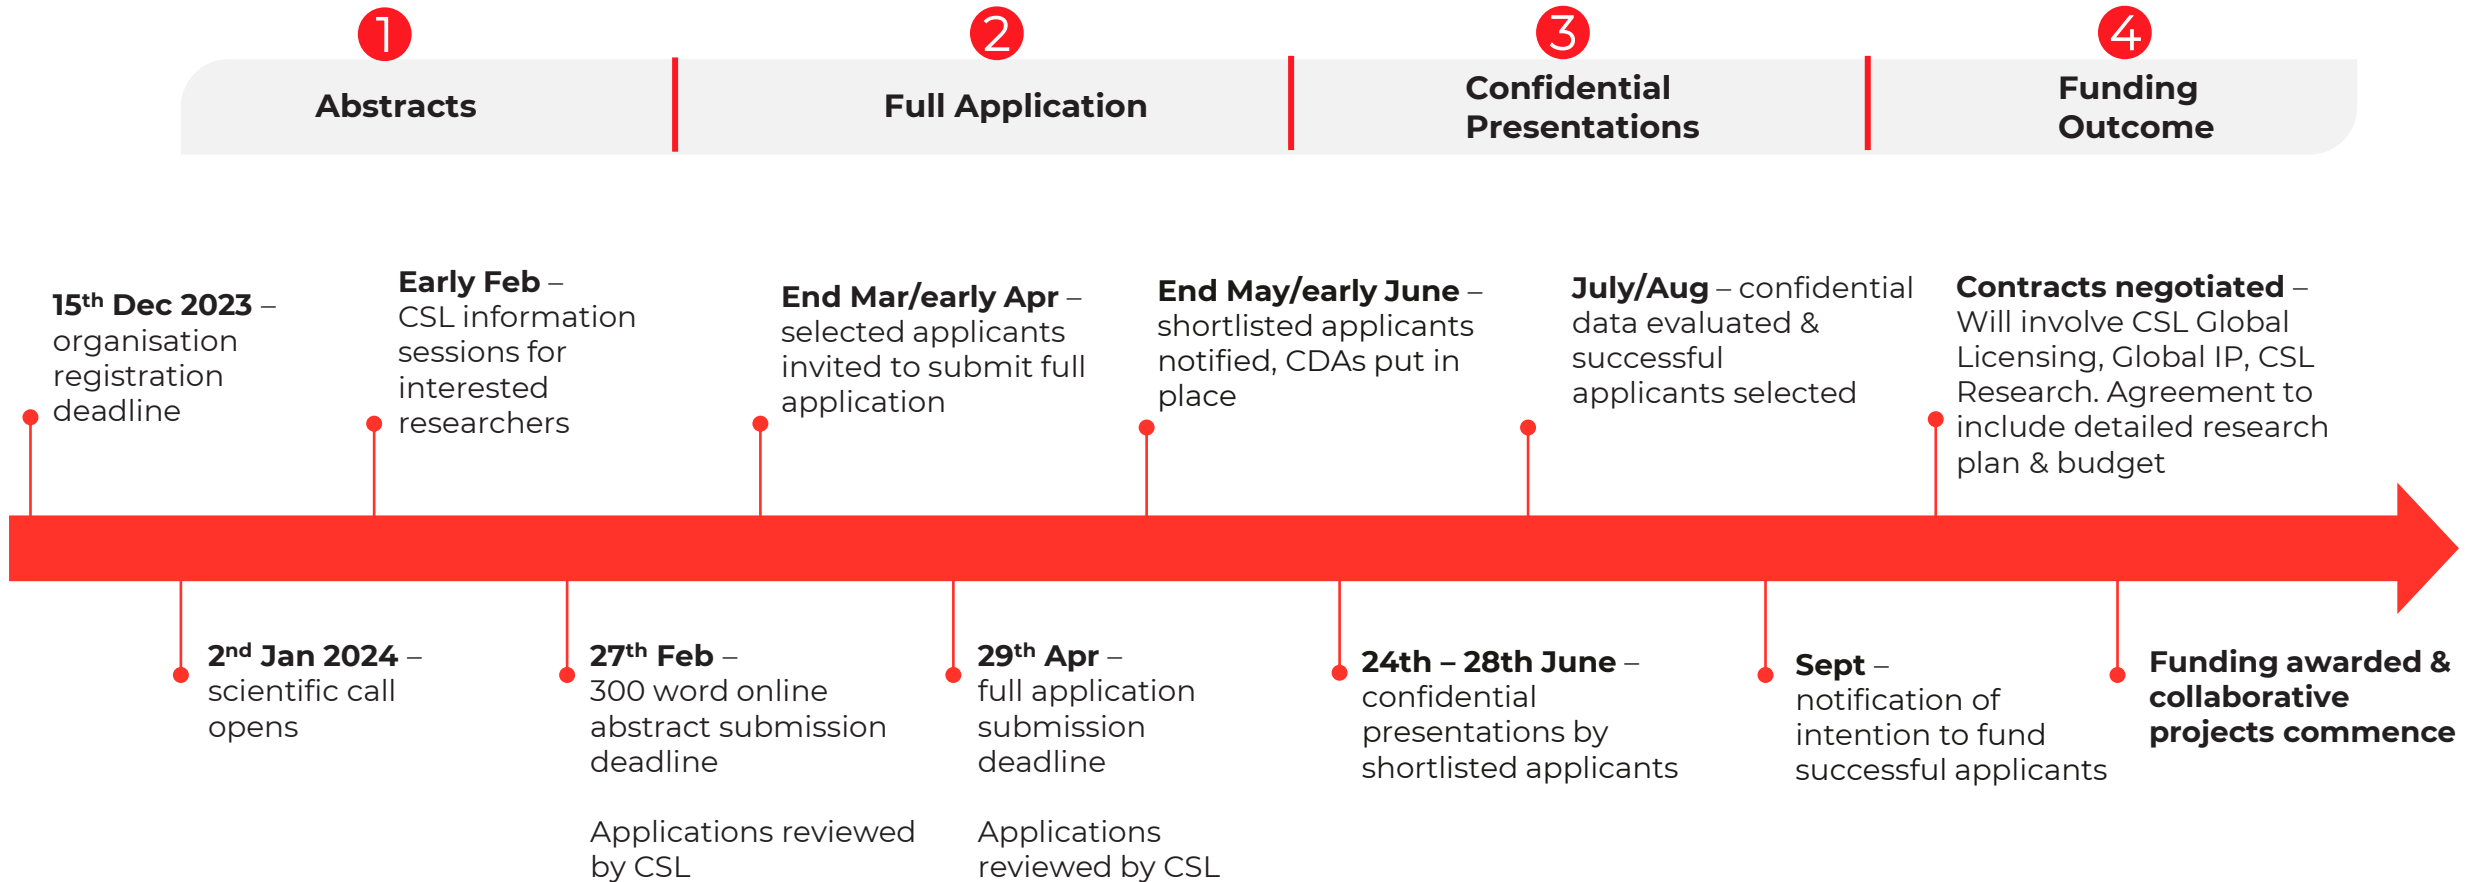 1
Abstracts
2
Full Application
3
Confidential
Presentations
4
Funding
Outcome
15th Dec 2023 –
organisation
registration
deadline
Early Feb –
CSL information
sessions for
interested
researchers
End Mar/early Apr –
selected applicants
invited to submit full
application
End May/early June –
shortlisted applicants
notified, CDAs put in
place
July/Aug – confidential
data evaluated &
successful
applicants selected
Contracts negotiated –
Will involve CSL Global
Licensing, Global IP, CSL
Research. Agreement to
include detailed research
plan & budget
2nd Jan 2024 –
scientific call
opens
27th Feb –
300 word online
abstract submission
deadline
Applications reviewed
by CSL
29th Apr –
full application
submission
deadline
Applications
reviewed by CSL
24th – 28th June –
confidential
presentations by
shortlisted applicants
Sept –
notification of
intention to fund
successful applicants
Funding awarded &
collaborative
projects commence